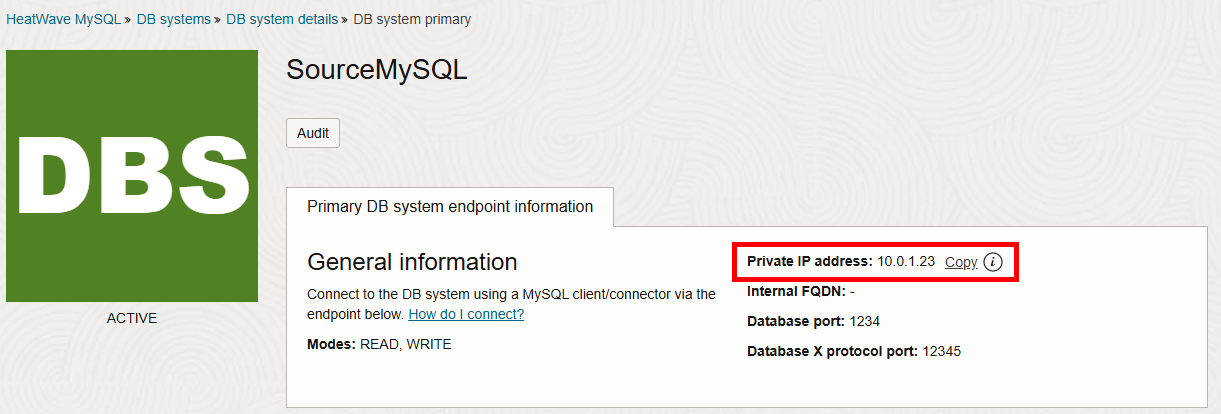 HeatWave MySQL » DB systems » DB system details » DB system primary
DBS
ACTIVE
SourceMySQL
Audit
Primary DB system endpoint information
General information
Connect to the DB system using a MySQL client/connector via the
endpoint below. How do I connect?
Modes: READ, WRITE
Private IP address: 10.0.1.23 Copy i
Internal FQDN: -
Database port: 1234
Database X protocol port: 12345